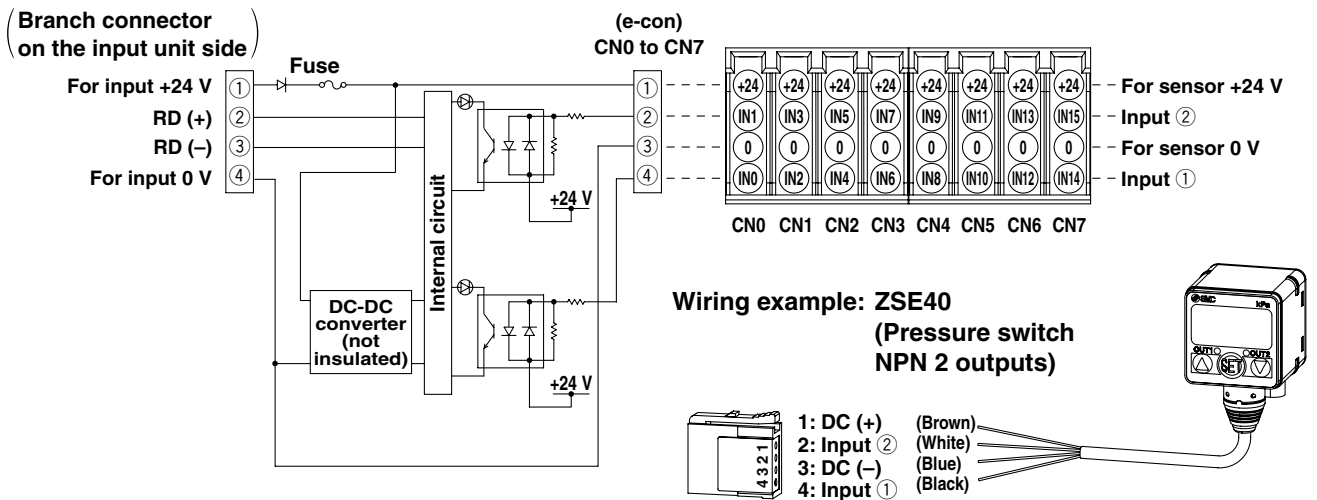 Branch connector
on the input unit side
For input +24 V
RD (+)
RD (–)
For input 0 V
①
②
③
④
Fuse
DC-DC
converter
(not
insulated)
Internal circuit
+24 V
+24 V
(e-con)
CN0 to CN7
①
②
③
④
+24 +24 +24 +24 +24 +24 +24 +24
IN1 IN3 IN5 IN7 IN9 IN11 IN13 IN15
0 0 0 0 0 0 0 0
IN0 IN2 IN4 IN6 IN8 IN10 IN12 IN14
CN0 CN1 CN2 CN3 CN4 CN5 CN6 CN7
For sensor +24 V
Input ②
For sensor 0 V
Input ①
Wiring example: ZSE40
(Pressure switch
NPN 2 outputs)
4 3 2 1
1: DC (+) (Brown)
2: Input ② (White)
3: DC (–) (Blue)
4: Input ① (Black)
SMC kPa
OUT1 OUT2
SET